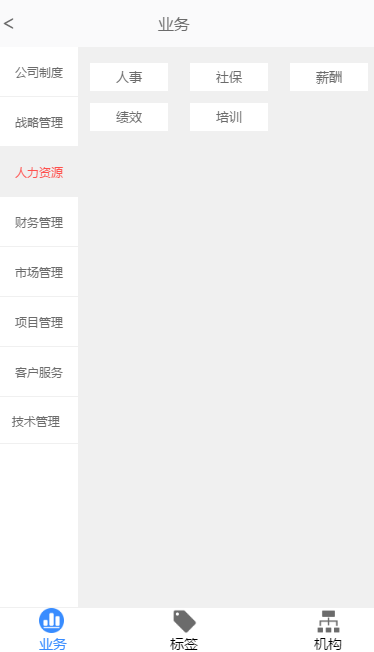 <
业务
公司制度
战略管理
人力资源
财务管理
市场管理
项目管理
客户服务
技术管理
人事 社保 薪酬
绩效 培训
业务 标签 机构